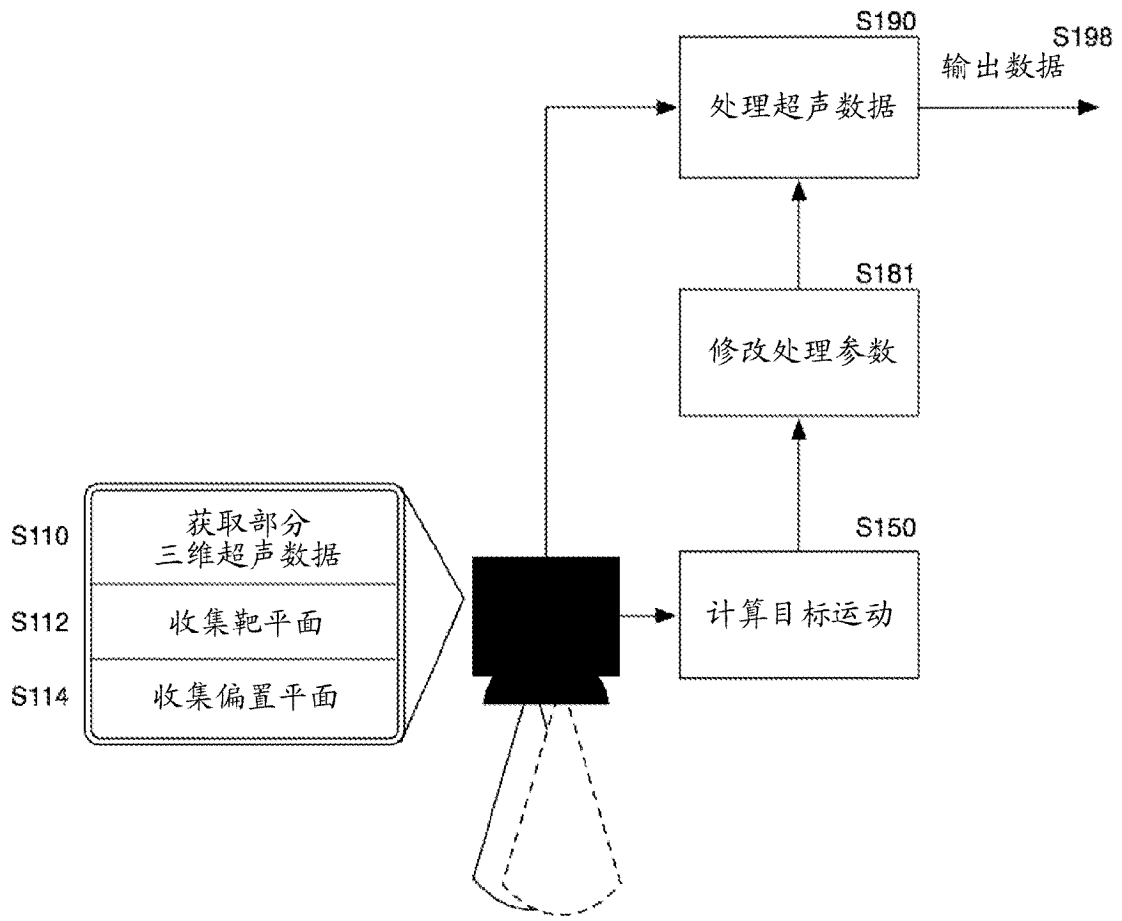 S190
S198
输出数据
处理超声数据
S181
修改处理参数
S150
计算目标运动
S110
获取部分
三维超声数据
S112
收集靶平面
S114
收集偏置平面